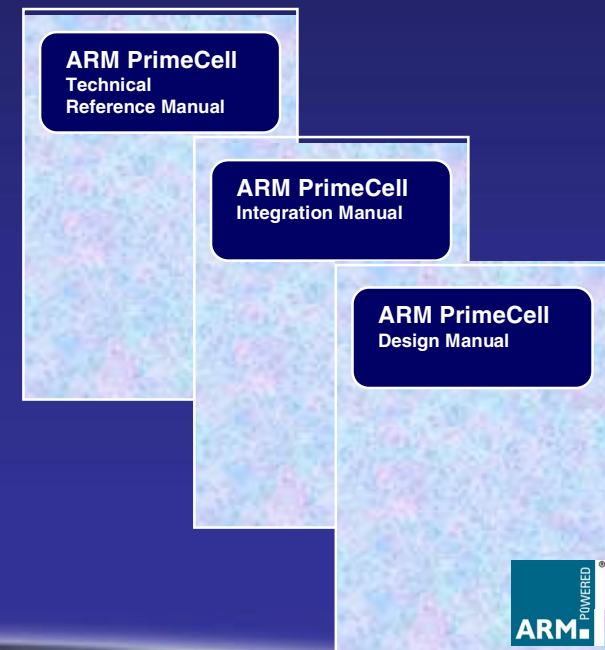 ARM PrimeCell
Technical
Reference Manual
ARM PrimeCell
Integration Manual
ARM PrimeCell
Design Manual
POWERED
®
ARM